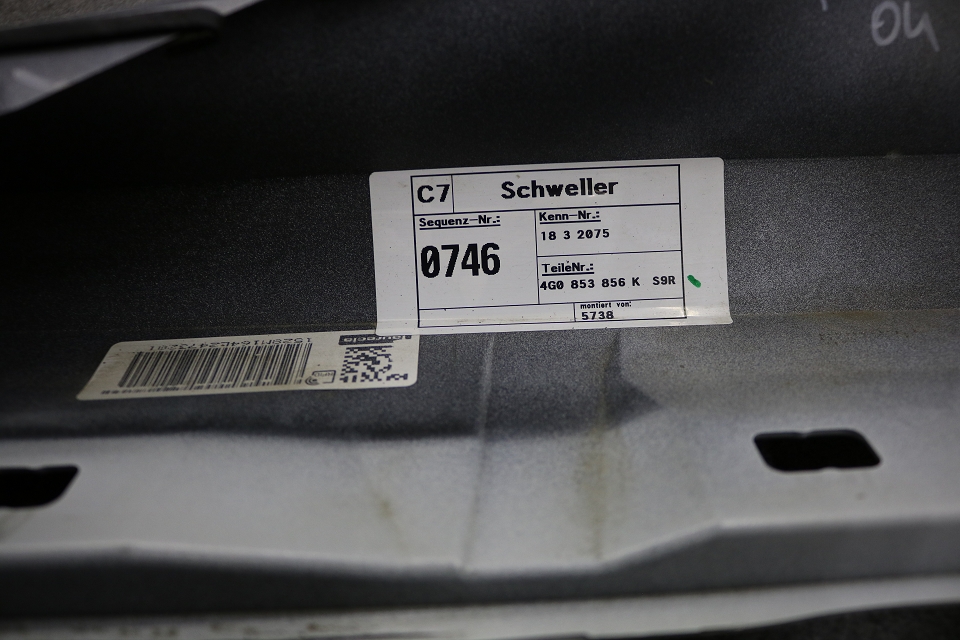 04
C7 Schweller
Sequenz-Nr.:
0746
Kenn-Nr.:
18 3 2075
TeileNr.:
4G0 853 856 K S9R
montiert von:
5738
faurecia